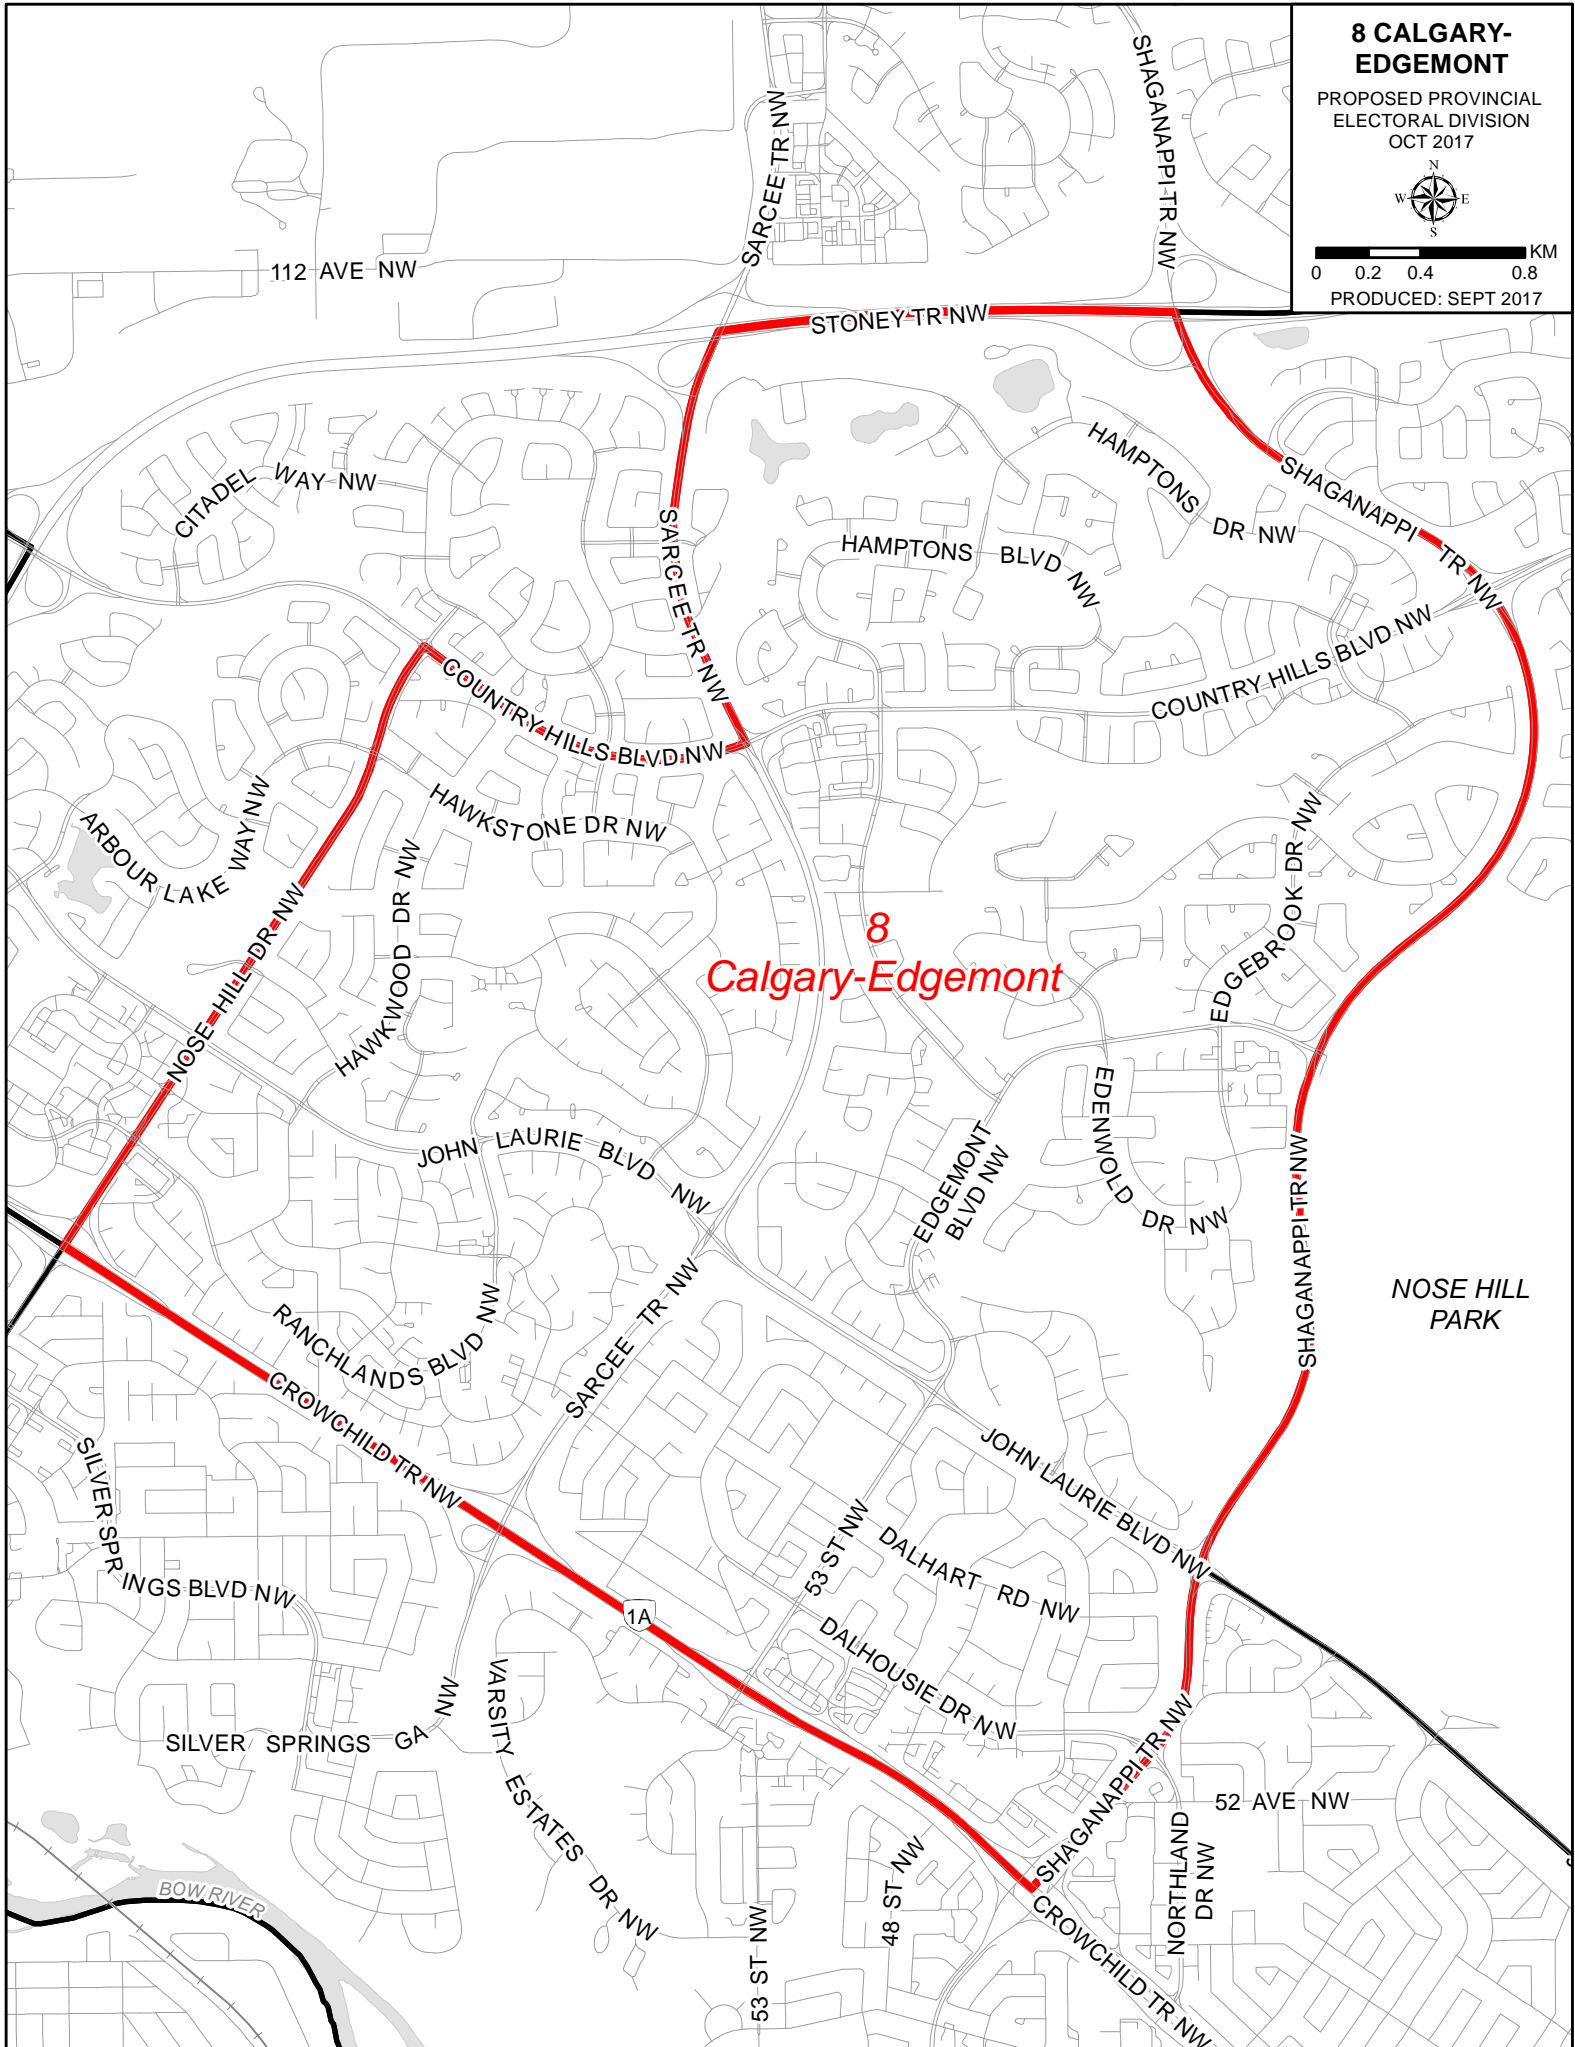 8 CALGARY-
EDGEMONT
PROPOSED PROVINCIAL
ELECTORAL DIVISION
OCT 2017
N
W E
S
KM
0 0.2 0.4 0.8
PRODUCED: SEPT 2017
SHAGANAPPI TR NW
SARCEE TR NW
112 AVE NW
STONEY TR NW
HAMPTONS DR NW
SHAGANAPPI TR NW
CITADEL WAY NW
SARCEE TR NW
HAMPTONS BLVD NW
COUNTRY HILLS BLVD NW
COUNTRY HILLS BLVD NW
HAWKSTONE DR NW
ARBOUR LAKE WAY NW
EDGEBROOK DR NW
HAWKWOOD DR NW
NOSE HILL DR NW
8
Calgary-Edgemont
JOHN LAURIE BLVD NW
EDGEMONT
BLVD NW
EDENWOLD DR NW
SHAGANAPPI TR NW
NOSE HILL
PARK
RANCHLANDS BLVD NW
SARCEE TR NW
CROWCHILD TR NW
SILVER SPRINGS BLVD NW
JOHN LAURIE BLVD NW
53 ST NW
DALHART RD NW
1A
DALHOUSIE DR NW
VARSITY ESTATES DR NW
SILVER SPRINGS GA NW
SHAGANAPPI TR NW
52 AVE NW
NORTHLAND
DR NW
48 ST NW
53 ST NW
BOW RIVER
CROWCHILD TR NW